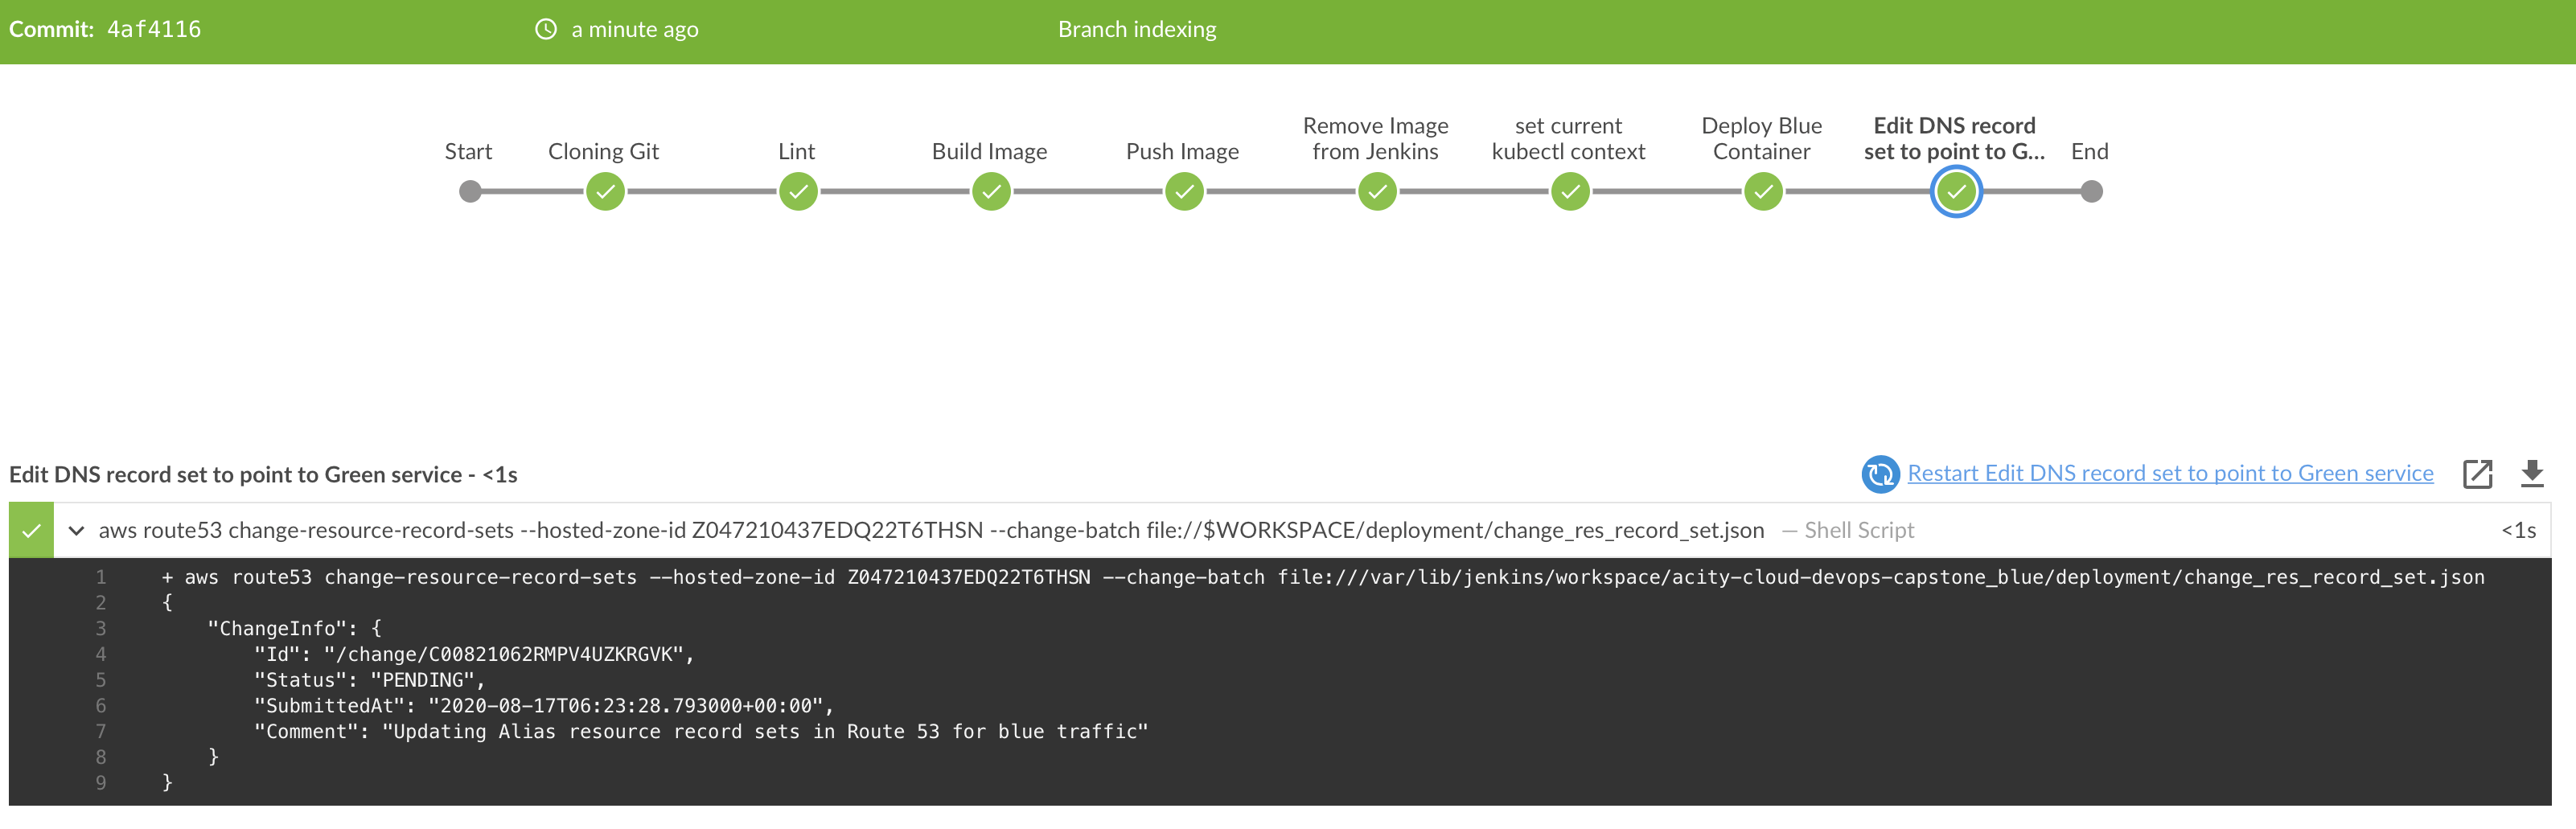 Commit: 4af4116
a minute ago
Branch indexing
Start
Cloning Git
Lint
Build Image
Push Image
Remove Image
from Jenkins
set current
kubectl context
Deploy Blue
Container
Edit DNS record
set to point to G...
End
Edit DNS record set to point to Green service - <1s
Restart Edit DNS record set to point to Green service
aws route53 change-resource-record-sets --hosted-zone-id Z047210437EDQ22T6THSN --change-batch file://$WORKSPACE/deployment/change_res_record_set.json — Shell Script <1s
1 + aws route53 change-resource-record-sets --hosted-zone-id Z047210437EDQ22T6THSN --change-batch file:///var/lib/jenkins/workspace/acity-cloud-devops-capstone_blue/deployment/change_res_record_set.json
2 {
3 "ChangeInfo": {
4 "Id": "/change/C00821062RMPV4UZKRGVK",
5 "Status": "PENDING",
6 "SubmittedAt": "2020-08-17T06:23:28.793000+00:00",
7 "Comment": "Updating Alias resource record sets in Route 53 for blue traffic"
8 }
9 }